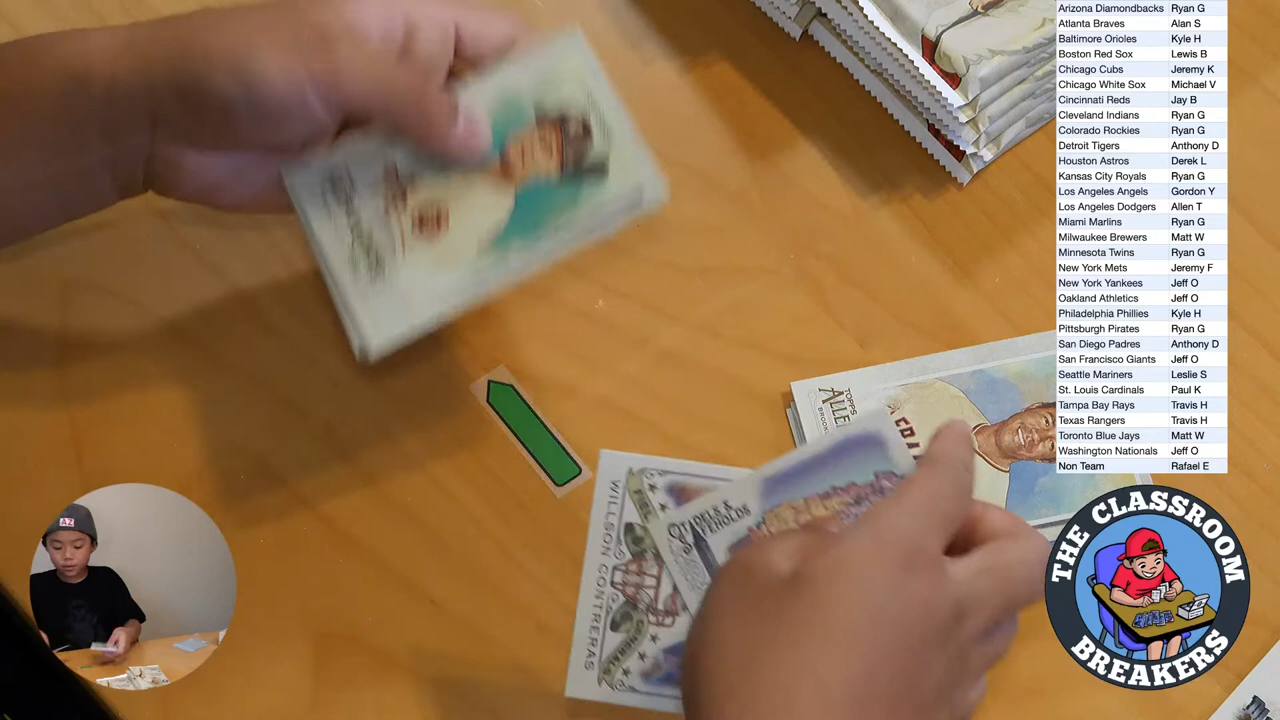 Arizona Diamondbacks Ryan G
Atlanta Braves Alan S
Baltimore Orioles Kyle H
Boston Red Sox Lewis B
Chicago Cubs Jeremy K
Chicago White Sox Michael V
Cincinnati Reds Jay B
Cleveland Indians Ryan G
Colorado Rockies Ryan G
Detroit Tigers Anthony D
Houston Astros Derek L
Kansas City Royals Ryan G
Los Angeles Angels Gordon Y
Los Angeles Dodgers Allen T
Miami Marlins Ryan G
Milwaukee Brewers Matt W
Minnesota Twins Ryan G
New York Mets Jeremy F
New York Yankees Jeff O
Oakland Athletics Jeff O
Philadelphia Phillies Kyle H
Pittsburgh Pirates Ryan G
San Diego Padres Anthony D
San Francisco Giants Jeff O
Seattle Mariners Leslie S
St. Louis Cardinals Paul K
Tampa Bay Rays Travis H
Texas Rangers Travis H
Toronto Blue Jays Matt W
Washington Nationals Jeff O
Non Team Rafael E
TOPPS
WILLSON CONTRERAS
AZ
THE CLASSROOM
BREAKERS